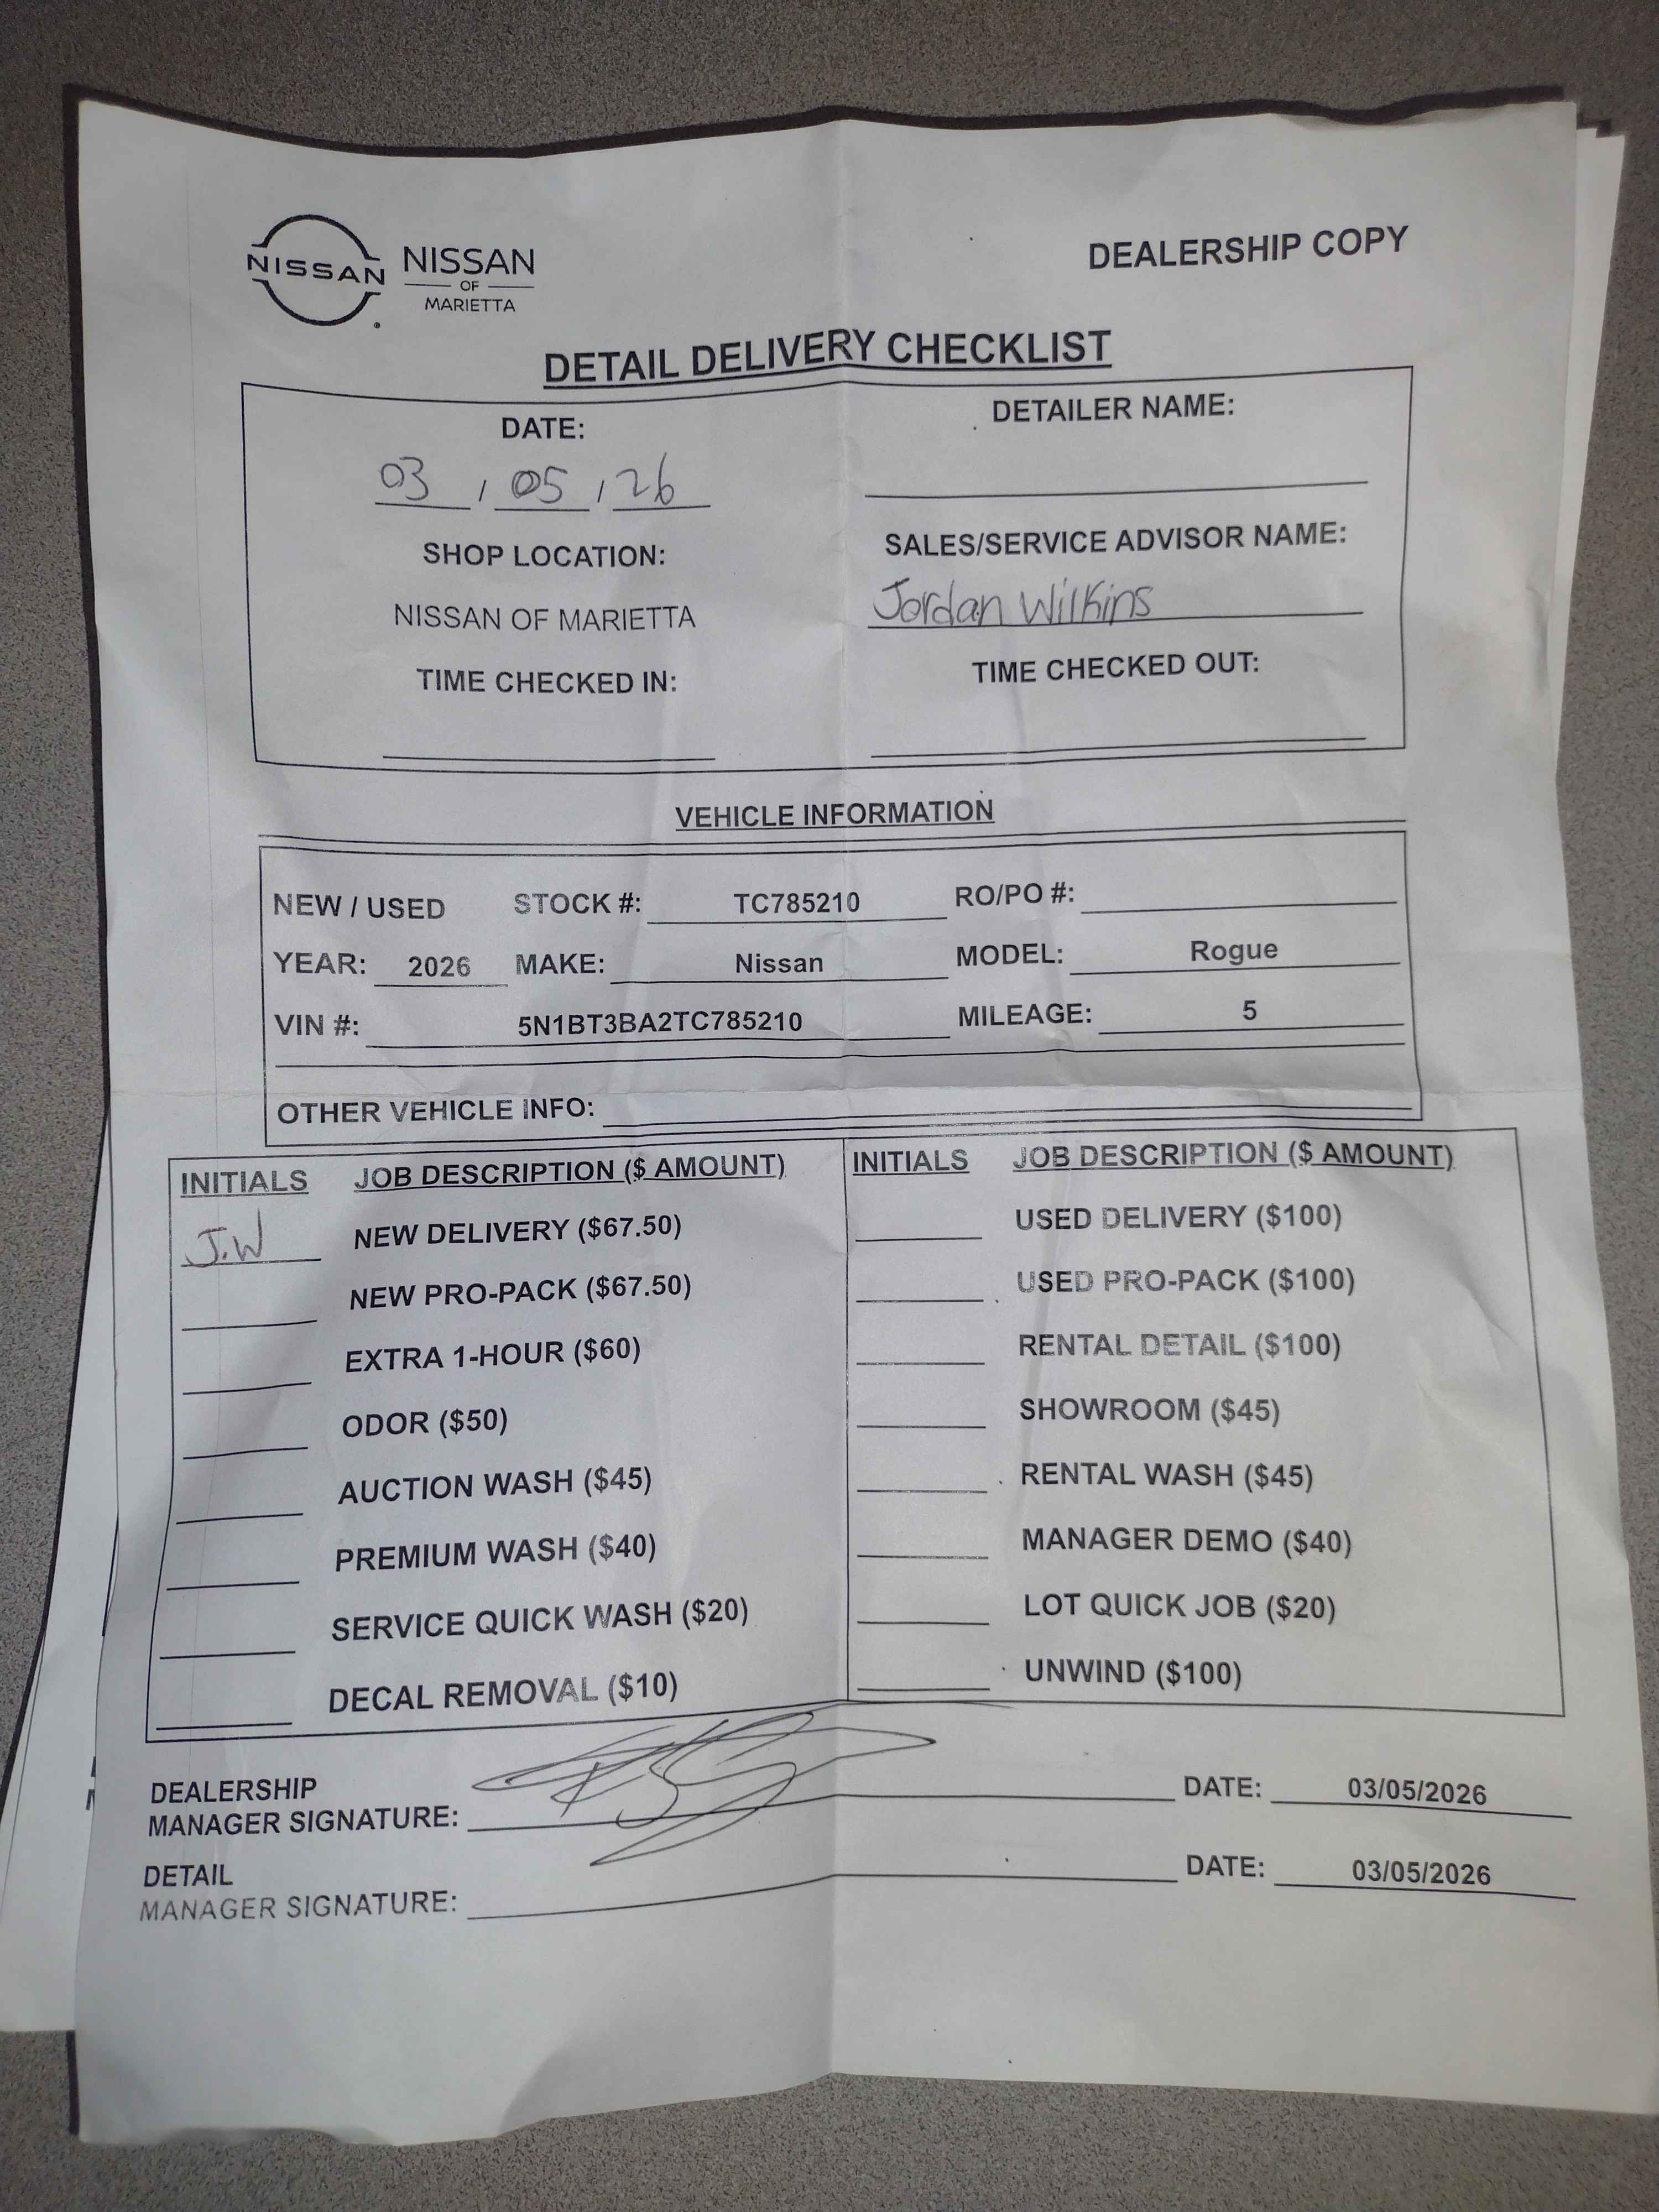 NISSAN
NISSAN
OF
MARIETTA
DEALERSHIP COPY
DETAIL DELIVERY CHECKLIST
DATE:
03 / 05 / 26
DETAILER NAME:
SHOP LOCATION:
NISSAN OF MARIETTA
SALES/SERVICE ADVISOR NAME:
Jordan Wilkins
TIME CHECKED IN:
TIME CHECKED OUT:
VEHICLE INFORMATION
NEW / USED STOCK #: TC785210 RO/PO #:
YEAR: 2026 MAKE: Nissan MODEL: Rogue
VIN #: 5N1BT3BA2TC785210 MILEAGE: 5
OTHER VEHICLE INFO:
INITIALS JOB DESCRIPTION ($ AMOUNT)
J.W NEW DELIVERY ($67.50)
NEW PRO-PACK ($67.50)
EXTRA 1-HOUR ($60)
ODOR ($50)
AUCTION WASH ($45)
PREMIUM WASH ($40)
SERVICE QUICK WASH ($20)
DECAL REMOVAL ($10)
INITIALS JOB DESCRIPTION ($ AMOUNT)
USED DELIVERY ($100)
USED PRO-PACK ($100)
RENTAL DETAIL ($100)
SHOWROOM ($45)
RENTAL WASH ($45)
MANAGER DEMO ($40)
LOT QUICK JOB ($20)
UNWIND ($100)
DEALERSHIP
MANAGER SIGNATURE: DATE: 03/05/2026
DETAIL
MANAGER SIGNATURE: DATE: 03/05/2026